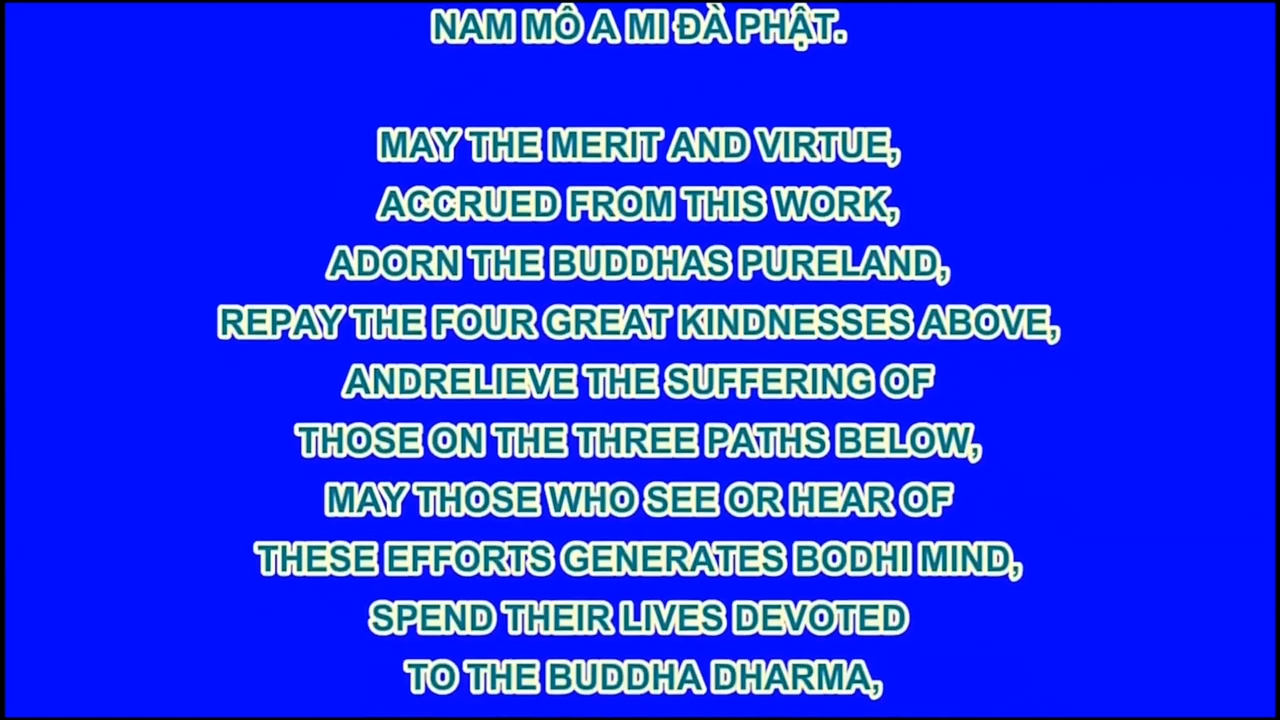 NAM MÔ A MI ĐÀ PHẬT.
MAY THE MERIT AND VIRTUE,
ACCRUED FROM THIS WORK,
ADORN THE BUDDHAS PURELAND,
REPAY THE FOUR GREAT KINDNESSES ABOVE,
ANDRELIEVE THE SUFFERING OF
THOSE ON THE THREE PATHS BELOW,
MAY THOSE WHO SEE OR HEAR OF
THESE EFFORTS GENERATES BODHI MIND,
SPEND THEIR LIVES DEVOTED
TO THE BUDDHA DHARMA,